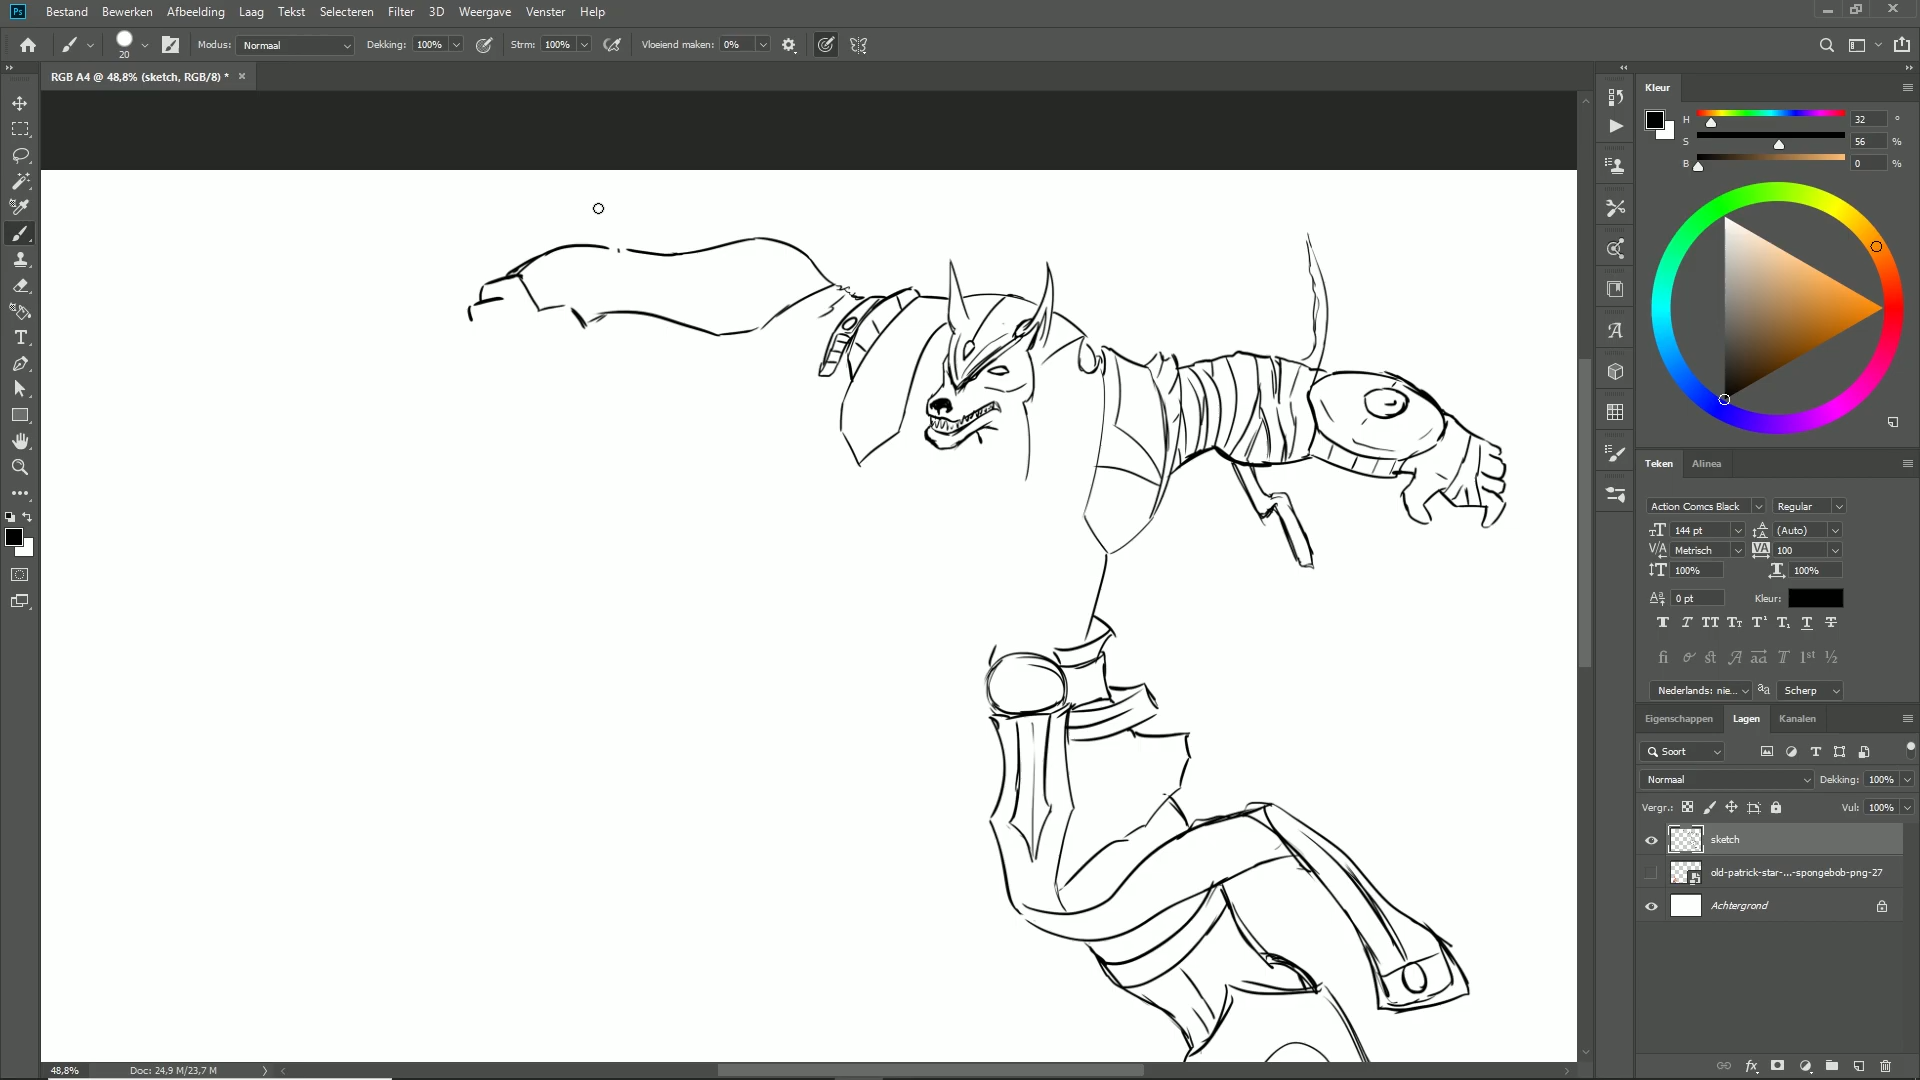 Ps Bestand Bewerken Afbeelding Laag Tekst Selecteren Filter 3D Weergave Venster Help
20 Modus: Normaal Dekking: 100% Strm: 100% Vloeiend maken: 0%
RGB A4 @ 48,8% (sketch, RGB/8) *
Kleur
H 32 °
S 56 %
B 0 %
Teken Alinea
Action Comcs Black Regular
144 pt (Auto)
Metrisch 100
100% 100%
0 pt Kleur:
Nederlands: nie... aa Scherp
Eigenschappen Lagen Kanalen
Soort
Normaal Dekking: 100%
Vergr.: Vul: 100%
sketch
old-patrick-star-...-spongebob-png-27
Achtergrond
48,8% Doc: 24,9 M/23,7 M